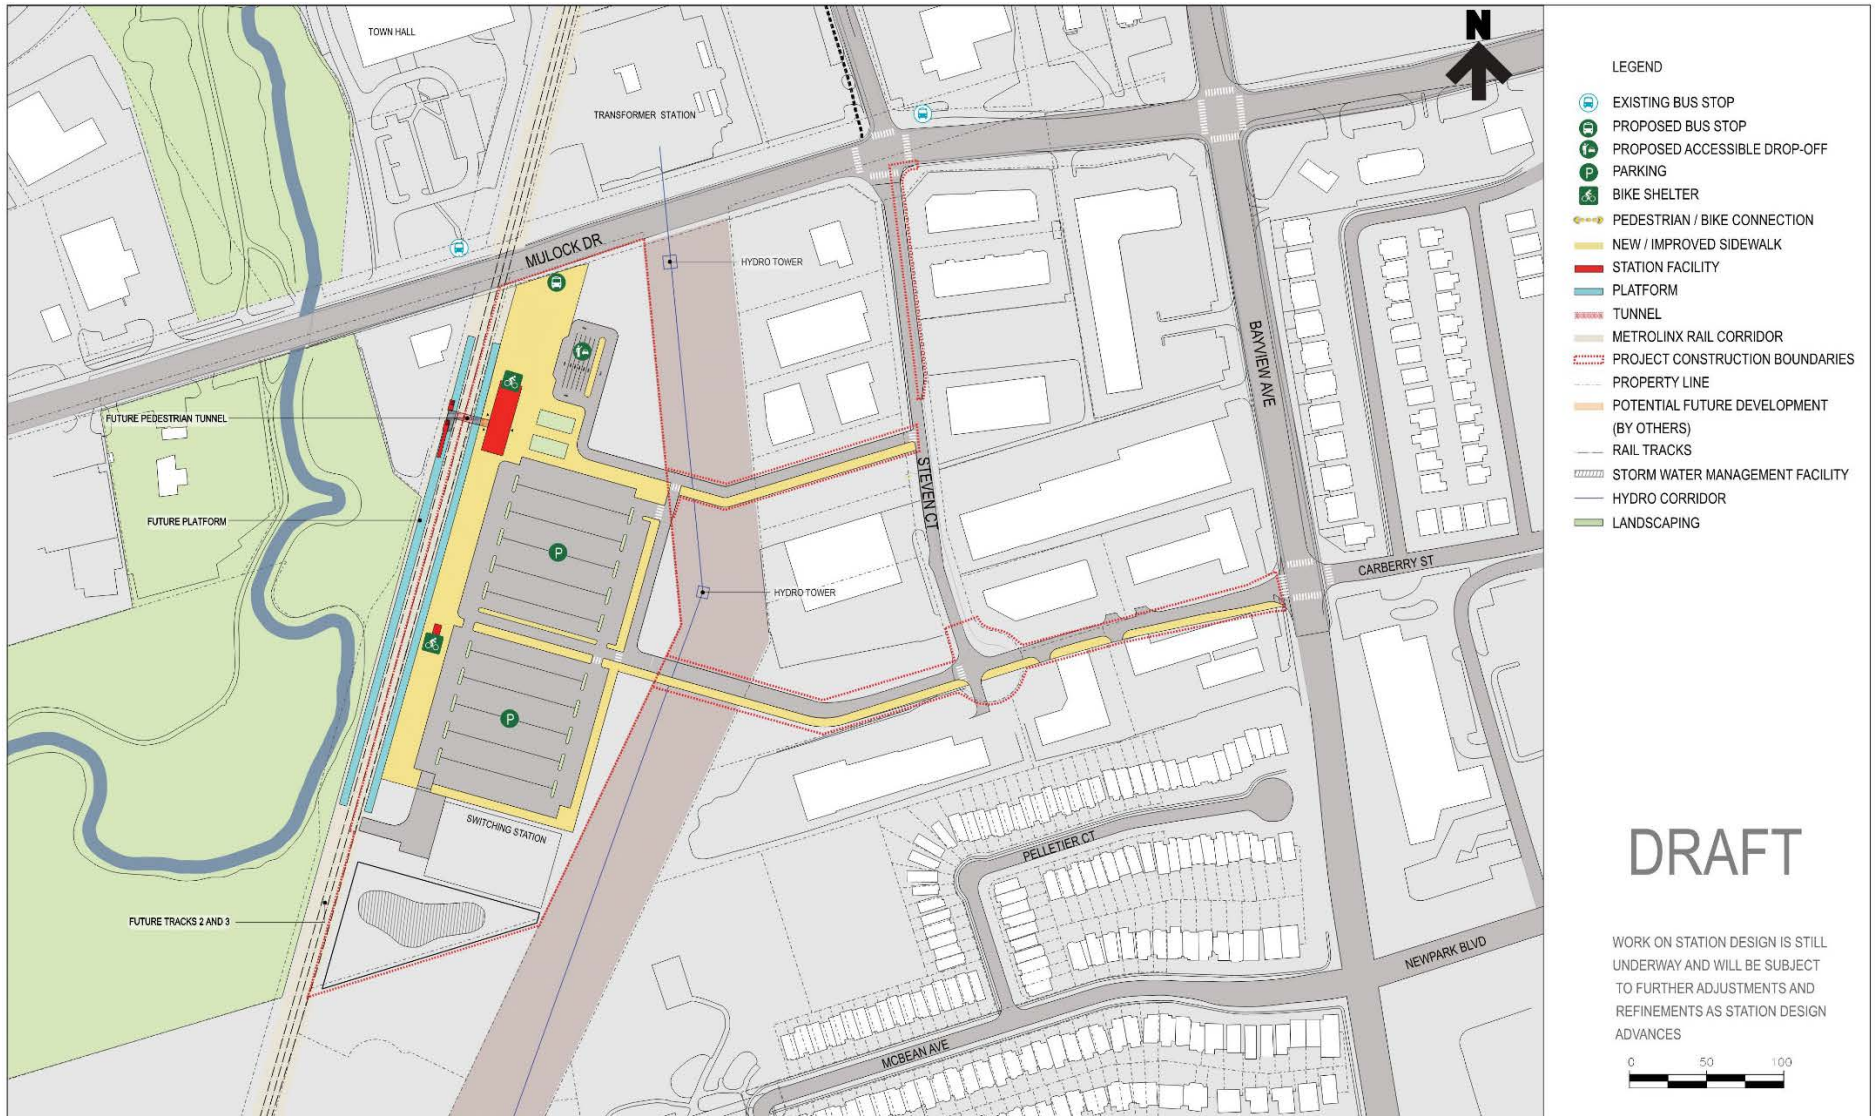 TOWN HALL
N
TRANSFORMER STATION
MULOCK DR
HYDRO TOWER
BAYVIEW AVE
FUTURE PEDESTRIAN TUNNEL
STEVEN CT
FUTURE PLATFORM
P
HYDRO TOWER
CARBERRY ST
P
SWITCHING STATION
PELLETIER CT
FUTURE TRACKS 2 AND 3
NEWPARK BLVD
MCBEAN AVE
LEGEND
EXISTING BUS STOP
PROPOSED BUS STOP
PROPOSED ACCESSIBLE DROP-OFF
P PARKING
BIKE SHELTER
PEDESTRIAN / BIKE CONNECTION
NEW / IMPROVED SIDEWALK
STATION FACILITY
PLATFORM
TUNNEL
METROLINX RAIL CORRIDOR
PROJECT CONSTRUCTION BOUNDARIES
PROPERTY LINE
POTENTIAL FUTURE DEVELOPMENT
(BY OTHERS)
RAIL TRACKS
STORM WATER MANAGEMENT FACILITY
HYDRO CORRIDOR
LANDSCAPING
DRAFT
WORK ON STATION DESIGN IS STILL
UNDERWAY AND WILL BE SUBJECT
TO FURTHER ADJUSTMENTS AND
REFINEMENTS AS STATION DESIGN
ADVANCES
0 50 100